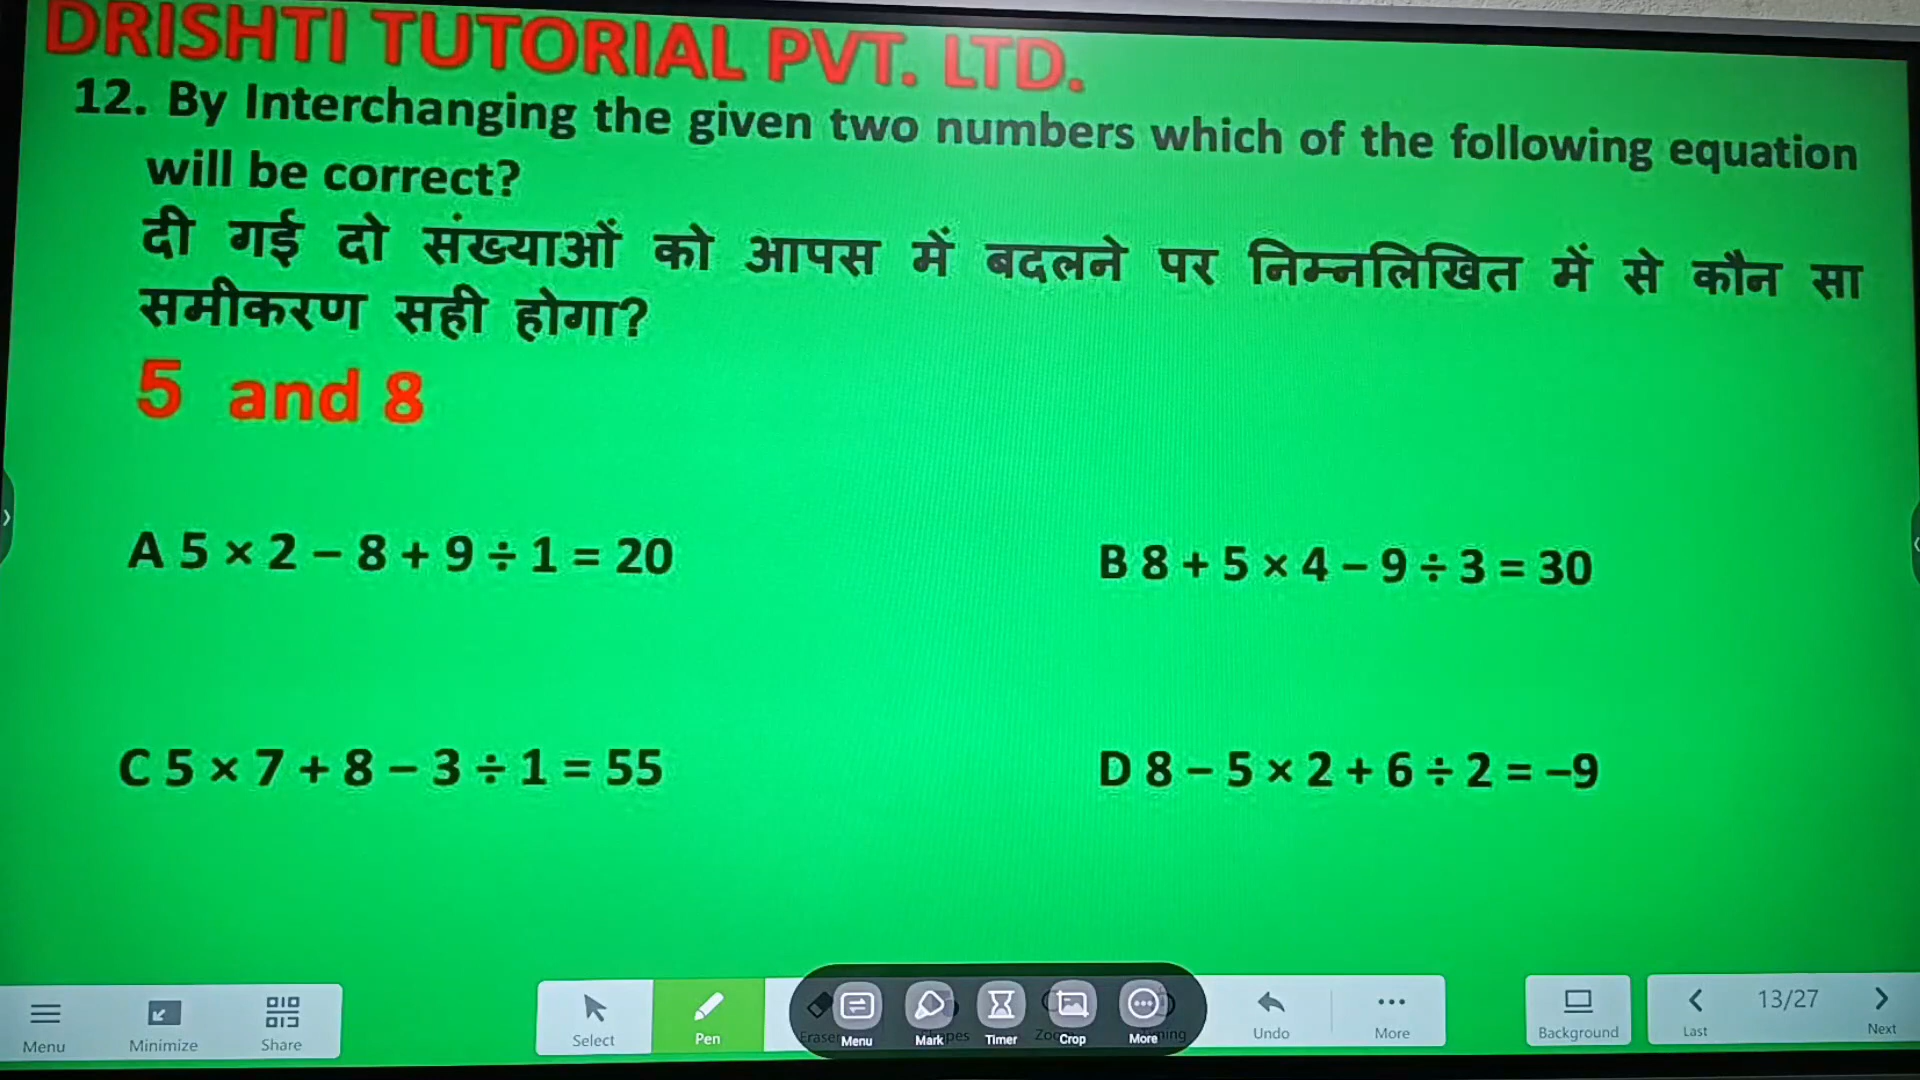 DRISHTI TUTORIAL PVT. LTD.
12. By Interchanging the given two numbers which of the following equation
will be correct?
दी गई दो संख्याओं को आपस में बदलने पर निम्नलिखित में से कौन सा
समीकरण सही होगा?
5 and 8
A 5 × 2 – 8 + 9 ÷ 1 = 20
B 8 + 5 × 4 – 9 ÷ 3 = 30
C 5 × 7 + 8 – 3 ÷ 1 = 55
D 8 – 5 × 2 + 6 ÷ 2 = –9
Menu Minimize Share Select Pen Menu Mark Timer Crop More Undo More Background Last 13/27 Next